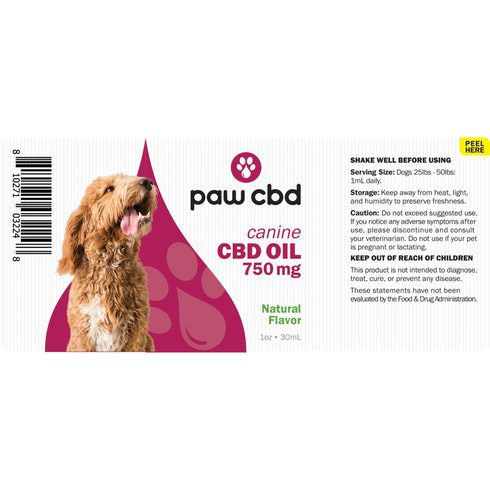 8 10271 03224 8
paw cbd
canine
CBD OIL
750 mg
Natural
Flavor
1oz • 30mL
PEEL
HERE
SHAKE WELL BEFORE USING
Serving Size: Dogs 25lbs - 50lbs:
1mL daily.
Storage: Keep away from heat, light,
and humidity to preserve freshness.
Caution: Do not exceed suggested use.
If you notice any adverse symptoms after
use, please discontinue and consult
your veterinarian. Do not use if your pet
is pregnant or lactating.
KEEP OUT OF REACH OF CHILDREN
This product is not intended to diagnose,
treat, cure, or prevent any disease.
These statements have not been
evaluated by the Food & Drug Administration.